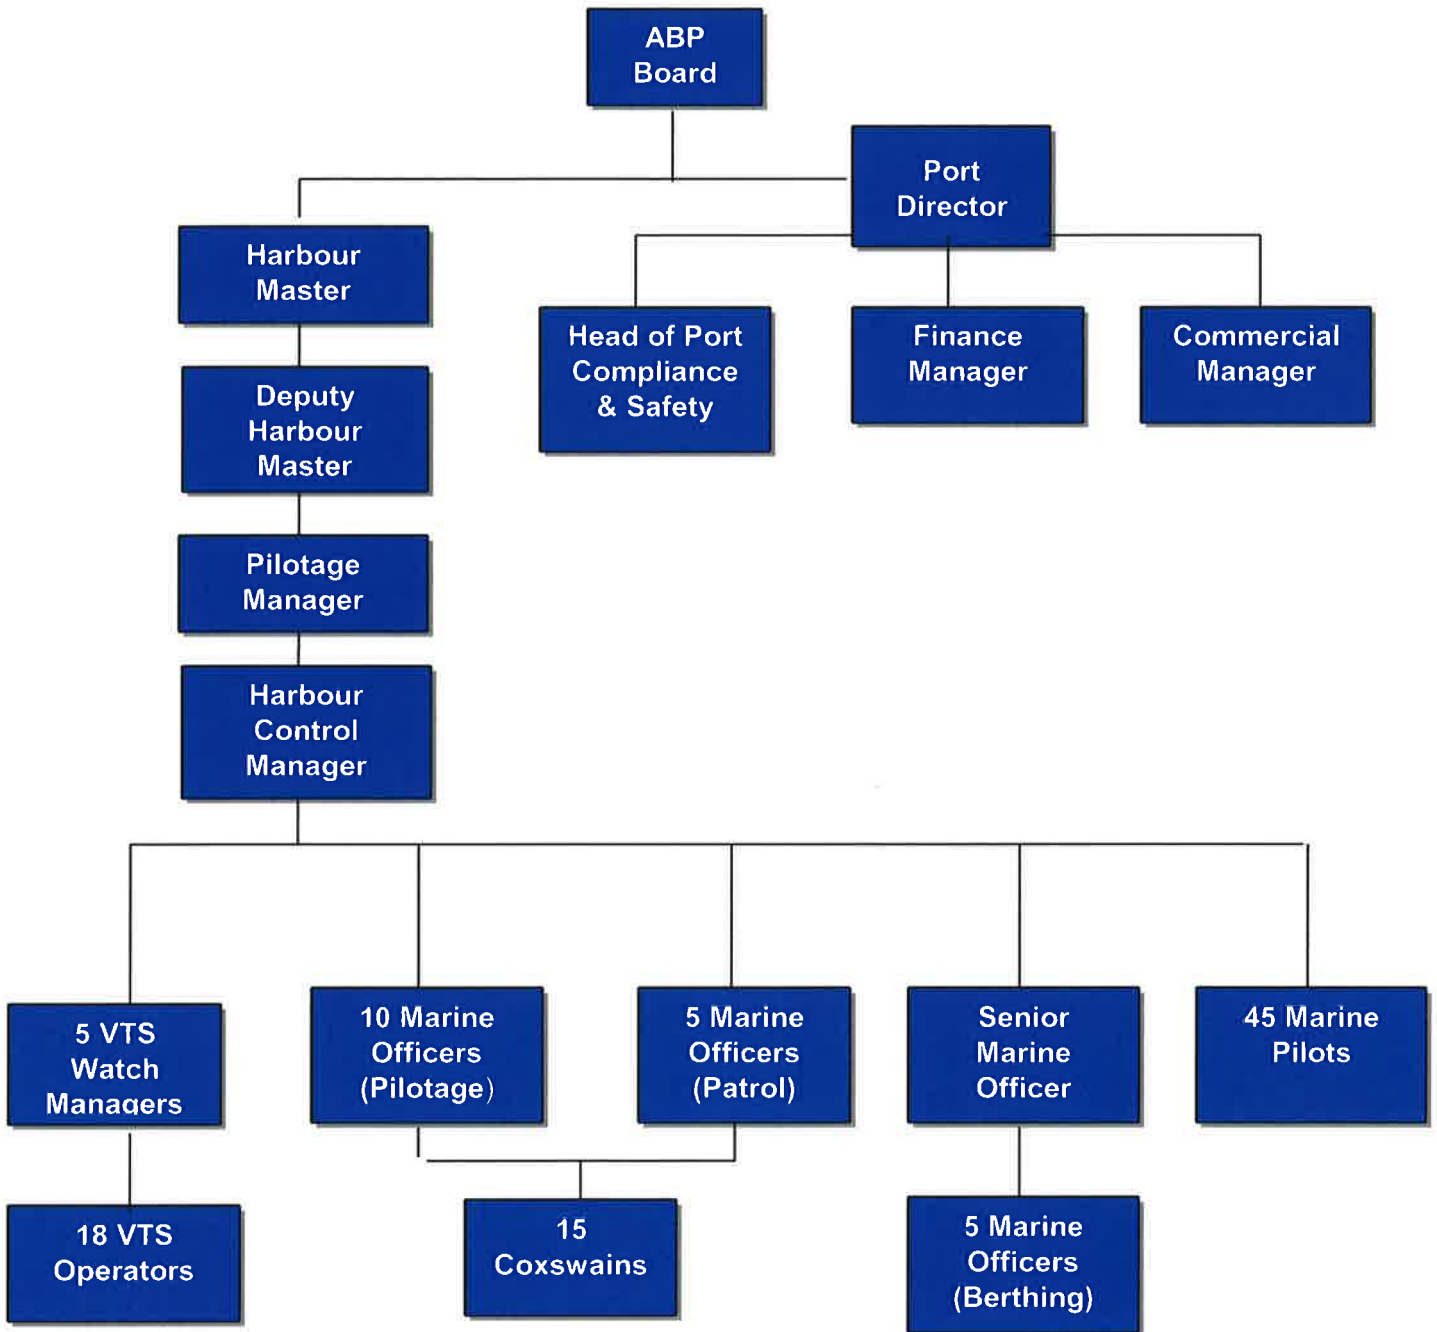 ABP
Board
Port
Director
Harbour
Master
Head of Port
Compliance
& Safety
Finance
Manager
Commercial
Manager
Deputy
Harbour
Master
Pilotage
Manager
Harbour
Control
Manager
5 VTS
Watch
Managers
10 Marine
Officers
(Pilotage)
5 Marine
Officers
(Patrol)
Senior
Marine
Officer
45 Marine
Pilots
18 VTS
Operators
15
Coxswains
5 Marine
Officers
(Berthing)